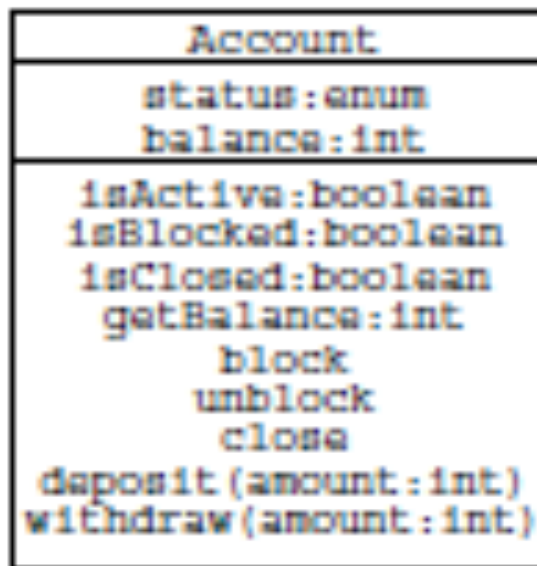 Account
status:enum
balance:int
isActive:boolean
isBlocked:boolean
isClosed:boolean
getBalance:int
block
unblock
close
deposit(amount:int)
withdraw(amount:int)